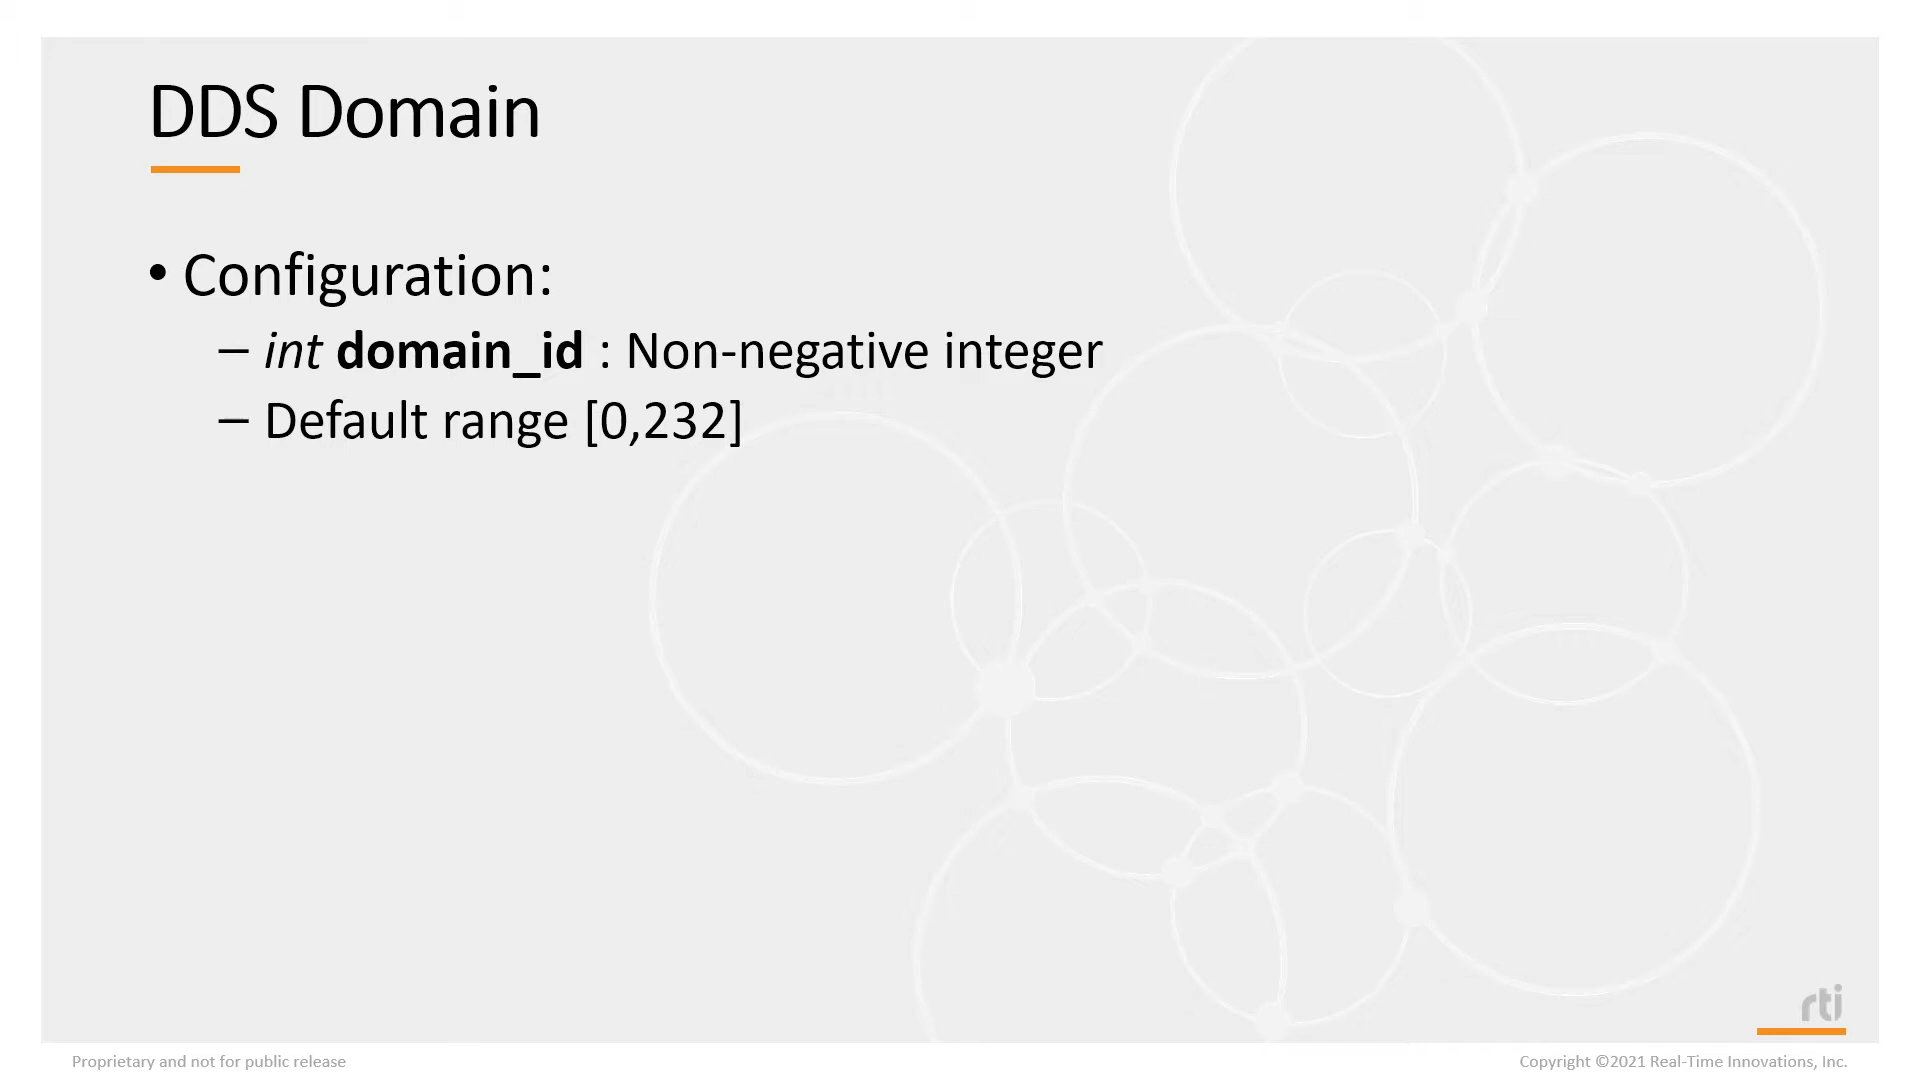 DDS Domain
• Configuration:
– int domain_id : Non-negative integer
– Default range [0,232]
rti
Proprietary and not for public release
Copyright ©2021 Real-Time Innovations, Inc.